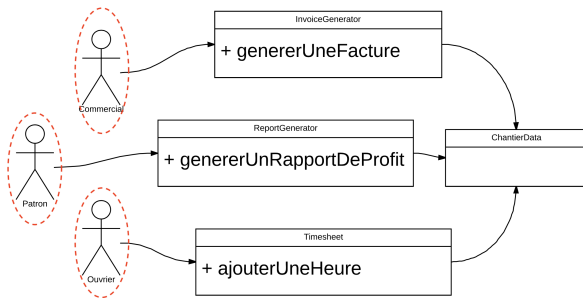 InvoiceGenerator
+ genererUneFacture
Commercial
ReportGenerator
+ genererUnRapportDeProfit
ChantierData
Patron
Timesheet
+ ajouterUneHeure
Ouvrier